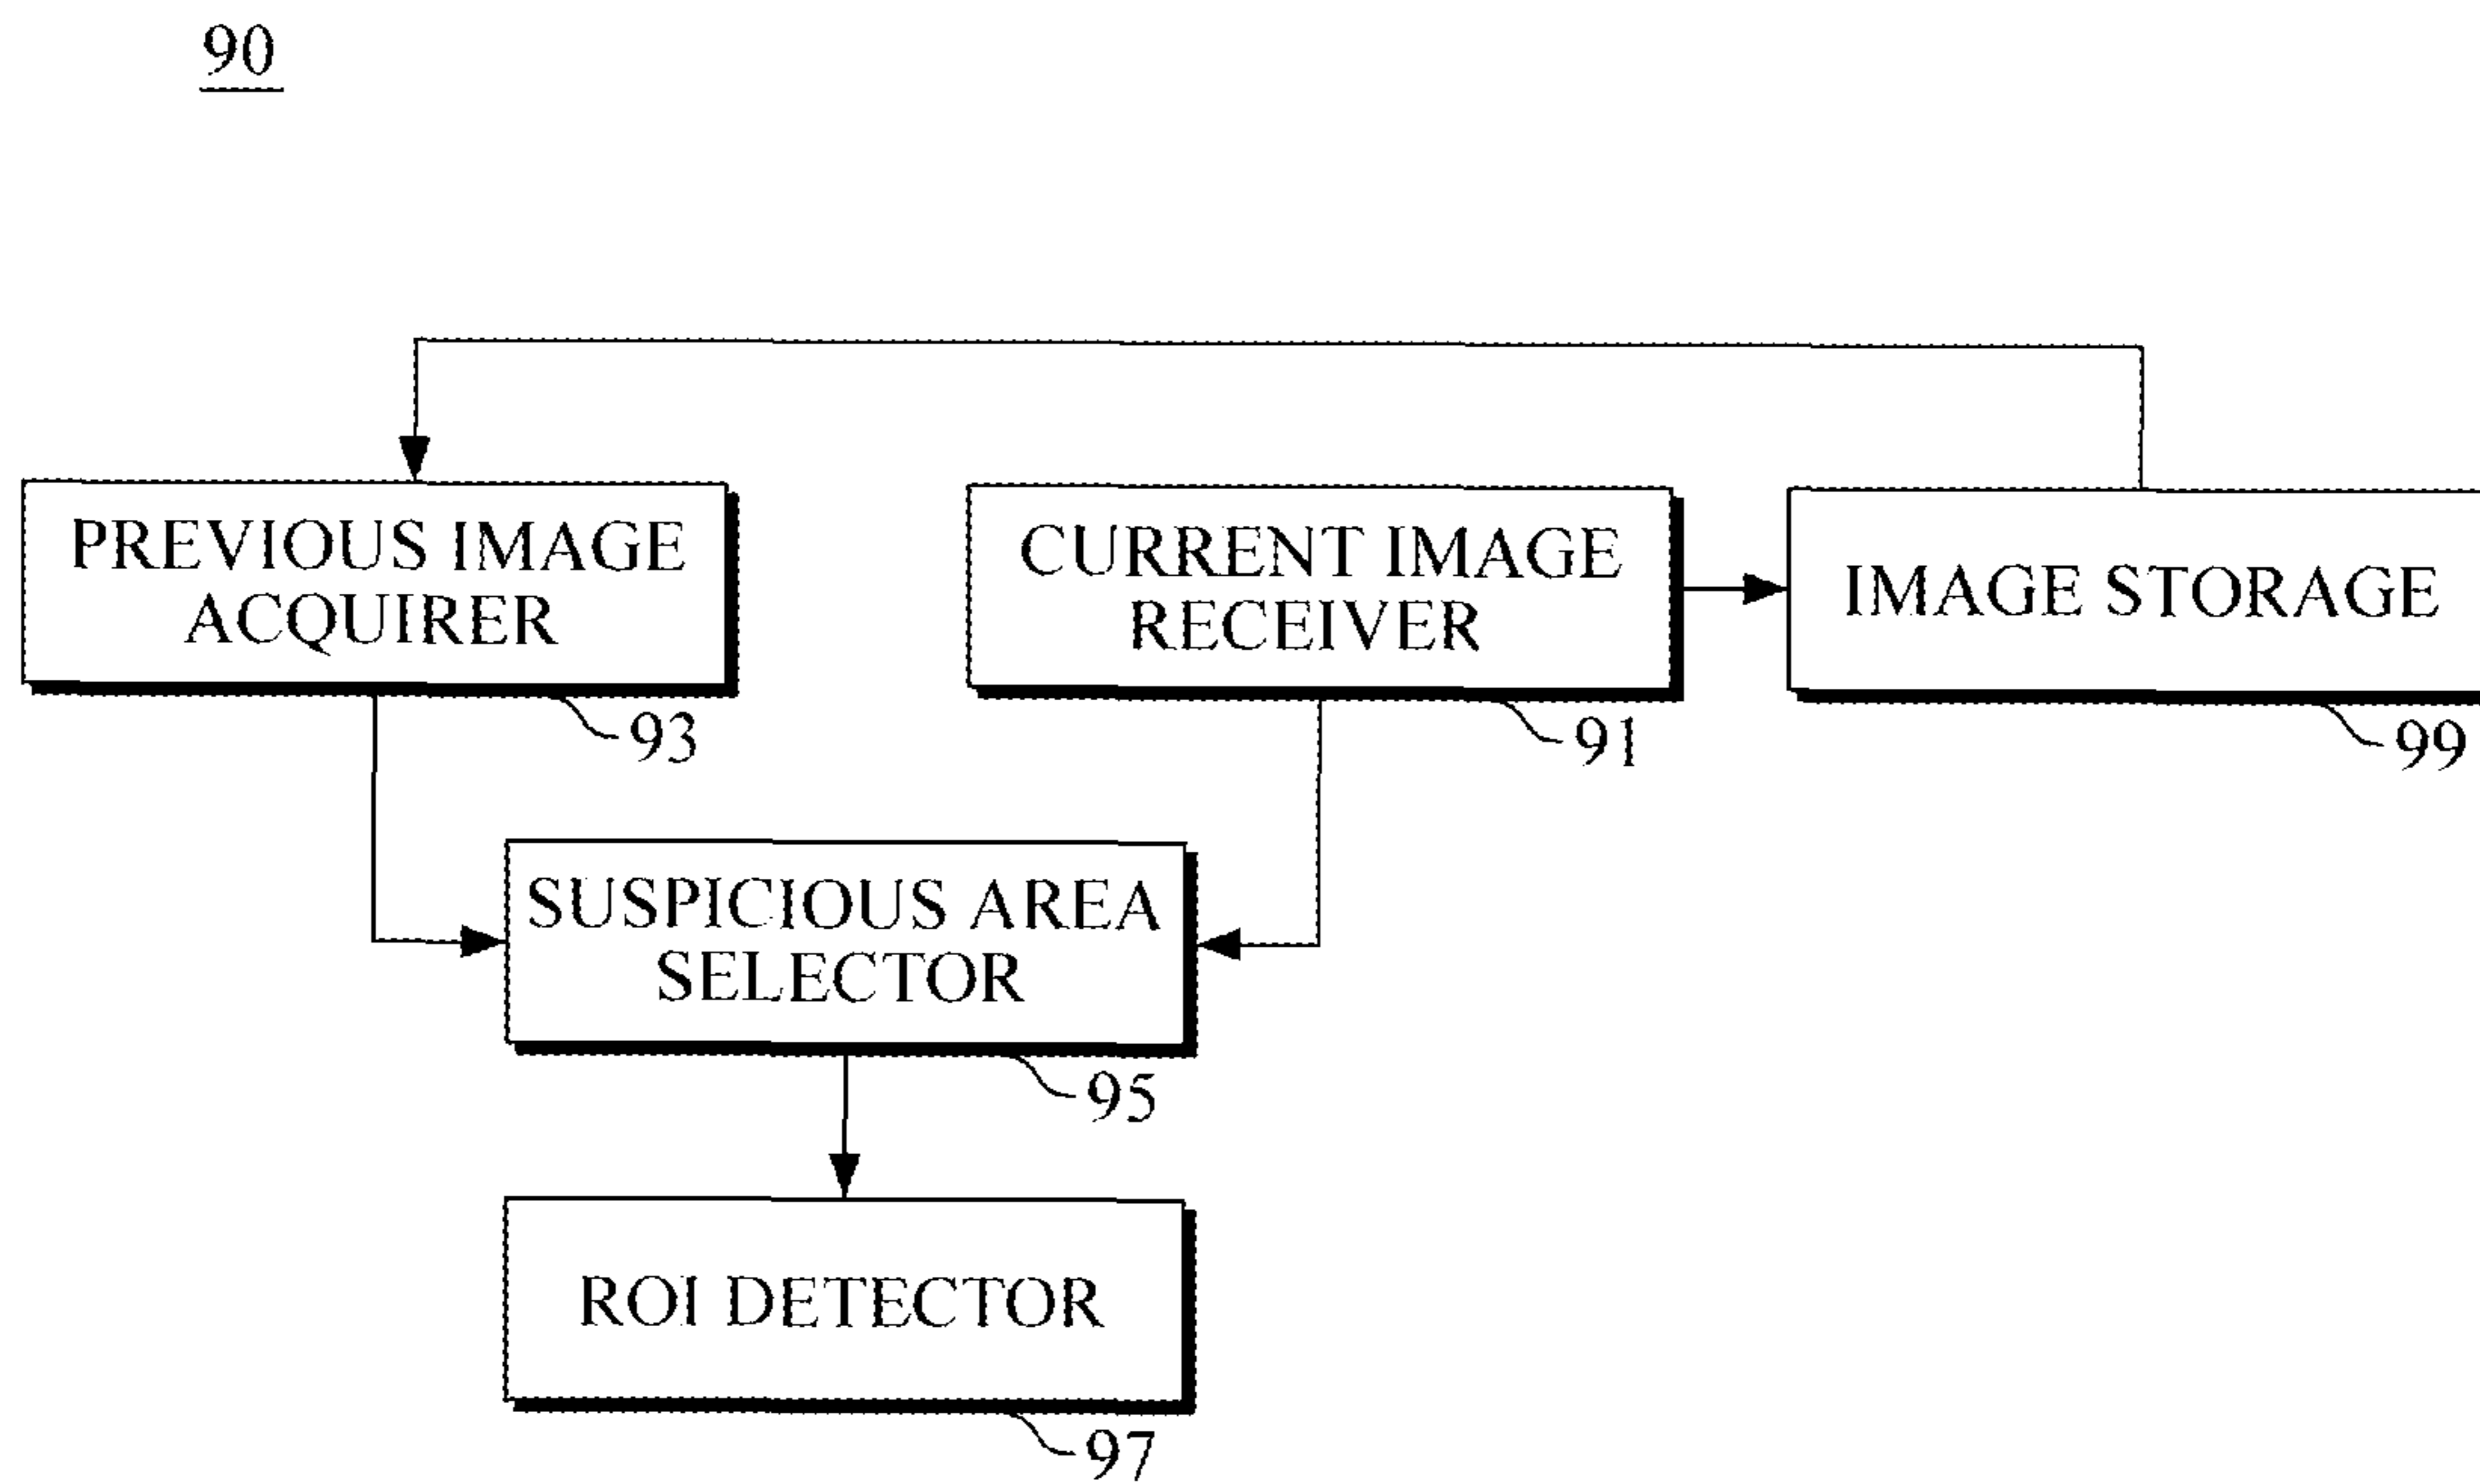 90
PREVIOUS IMAGE
ACQUIRER
93
CURRENT IMAGE
RECEIVER
91
IMAGE STORAGE
99
SUSPICIOUS AREA
SELECTOR
95
ROI DETECTOR
97